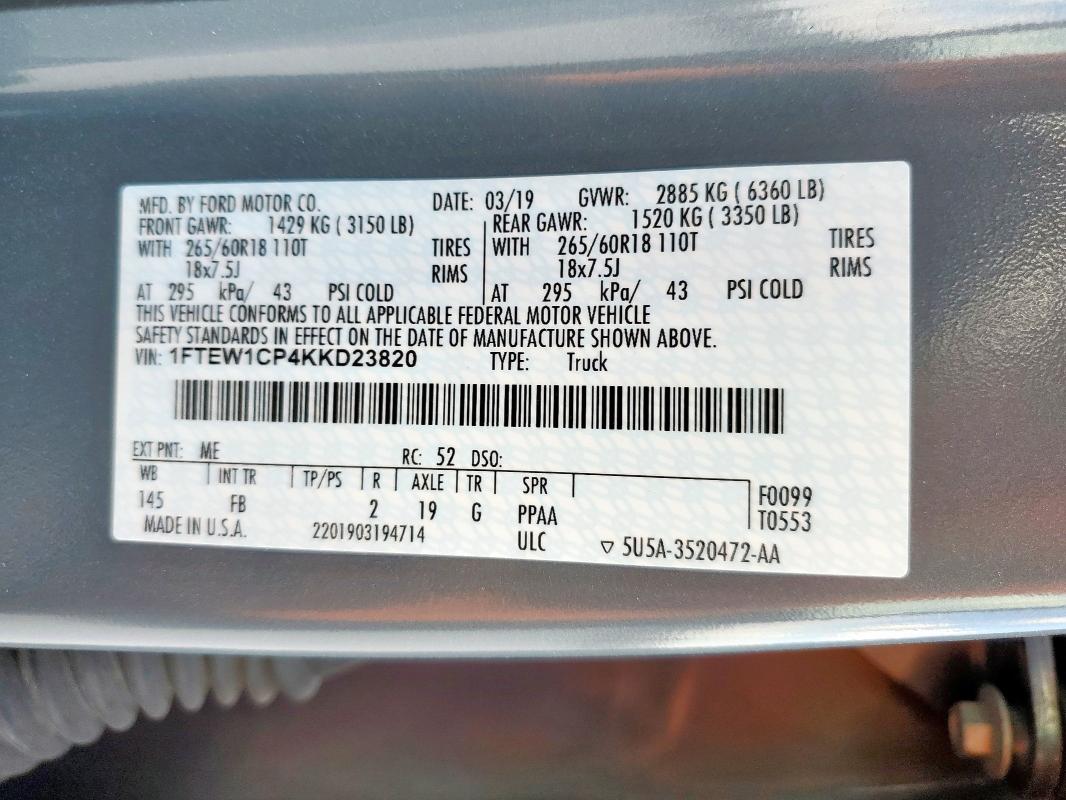 MFD. BY FORD MOTOR CO. DATE: 03/19 GVWR: 2885 KG ( 6360 LB)
FRONT GAWR: 1429 KG ( 3150 LB) REAR GAWR: 1520 KG ( 3350 LB)
WITH 265/60R18 110T TIRES WITH 265/60R18 110T TIRES
18x7.5J RIMS 18x7.5J RIMS
AT 295 kPa/ 43 PSI COLD AT 295 kPa/ 43 PSI COLD
THIS VEHICLE CONFORMS TO ALL APPLICABLE FEDERAL MOTOR VEHICLE
SAFETY STANDARDS IN EFFECT ON THE DATE OF MANUFACTURE SHOWN ABOVE.
VIN: 1FTEW1CP4KKD23820 TYPE: Truck
EXT PNT: ME RC: 52 DSO:
WB INT TR TP/PS R AXLE TR SPR F0099
145 FB 2 19 G PPAA T0553
MADE IN U.S.A. 2201903194714 ULC ▽ 5U5A-3520472-AA